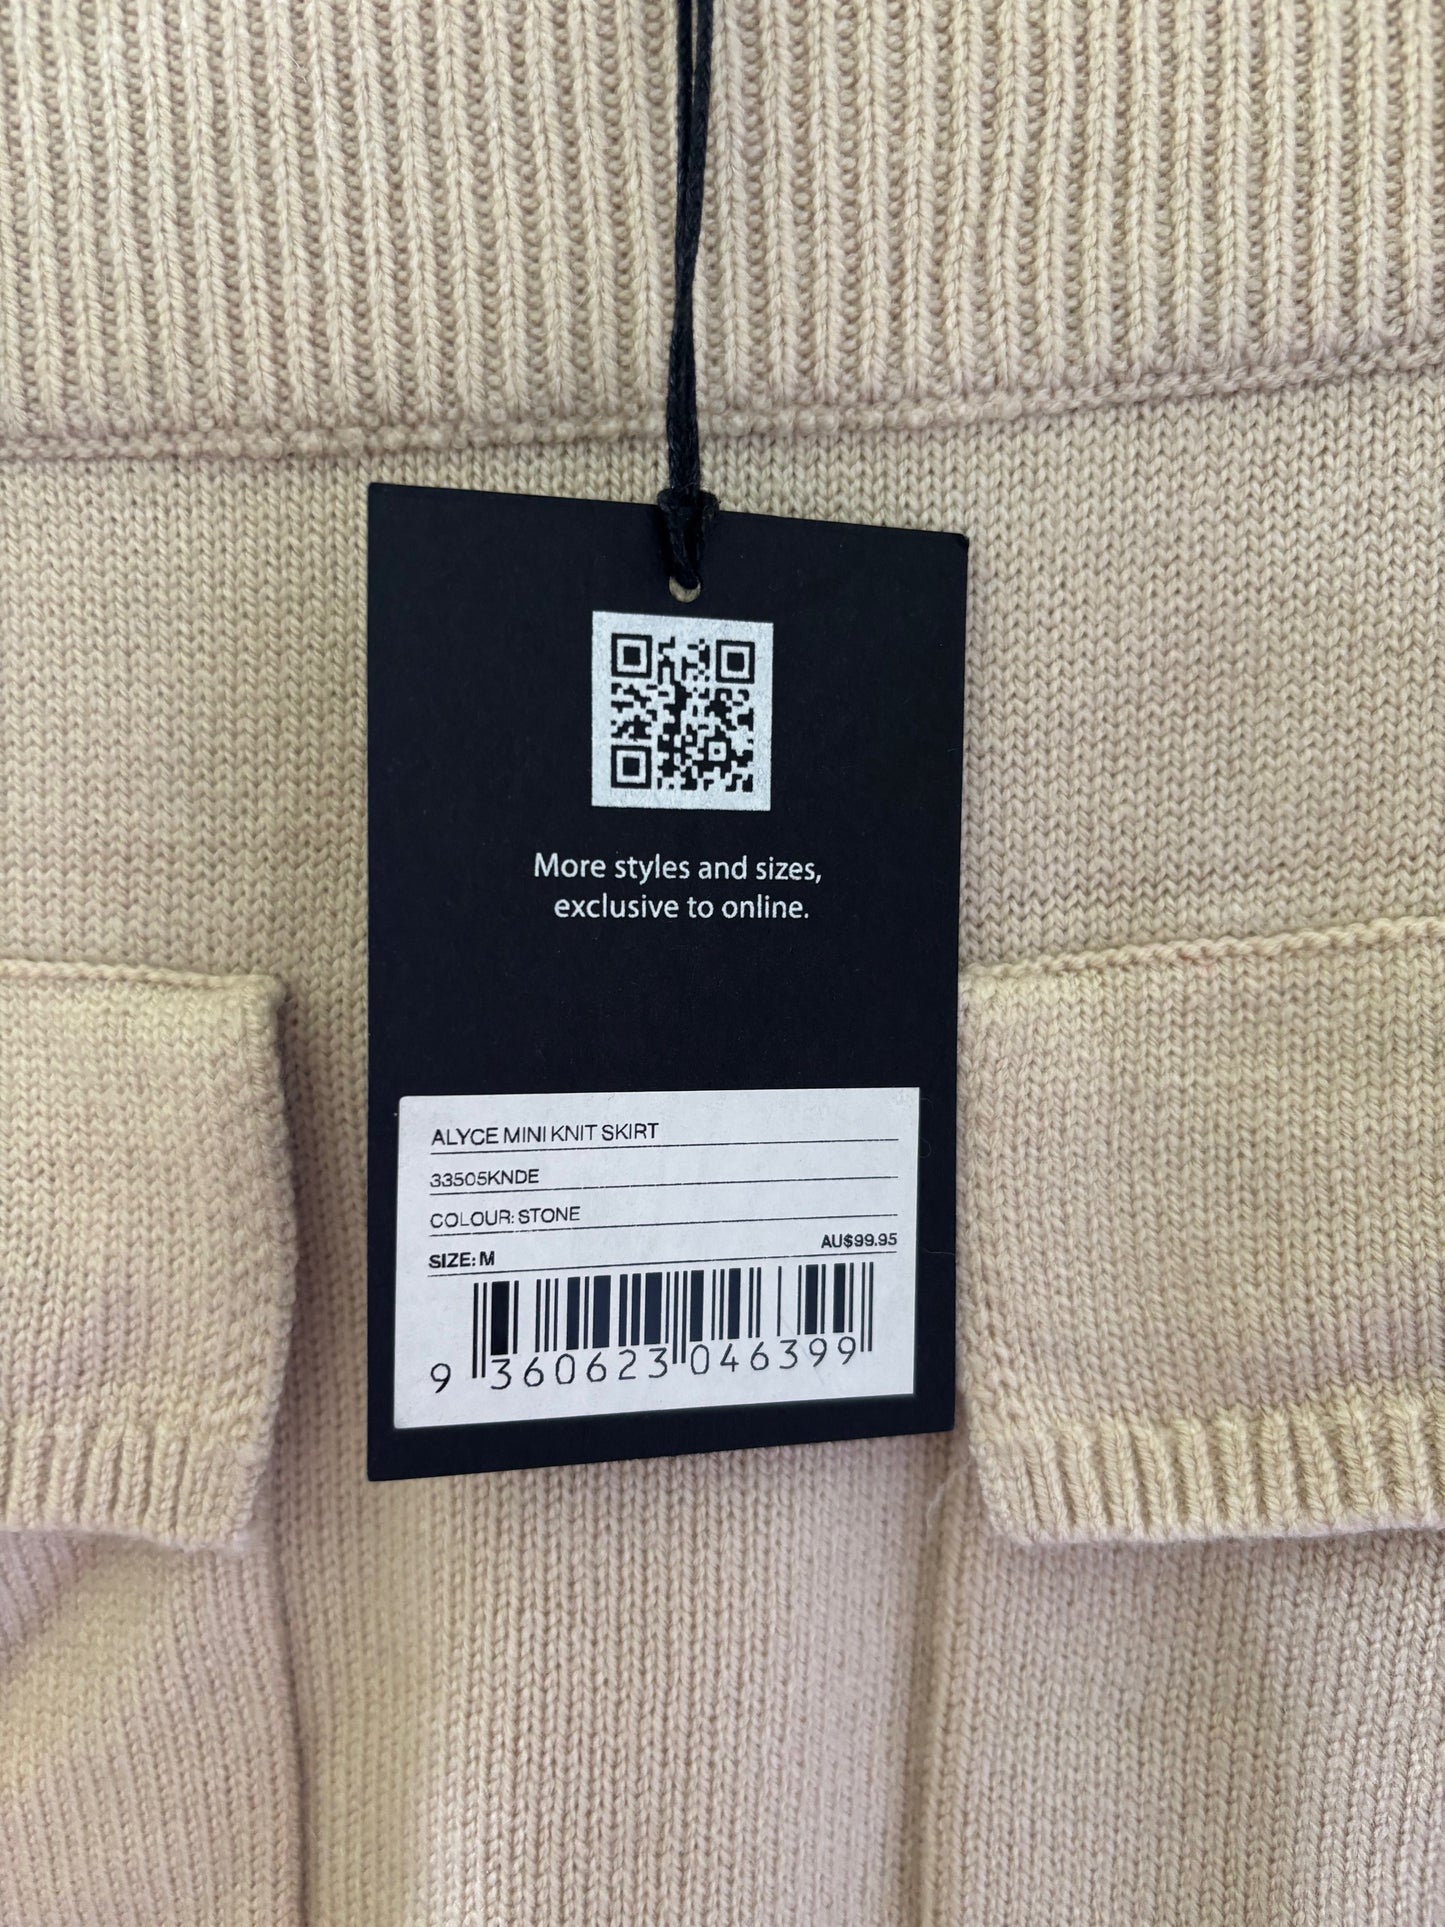 More styles and sizes,
exclusive to online.
ALYCE MINI KNIT SKIRT
33505KNDE
COLOUR: STONE
SIZE: M
AU$99.95
9 360623 046399